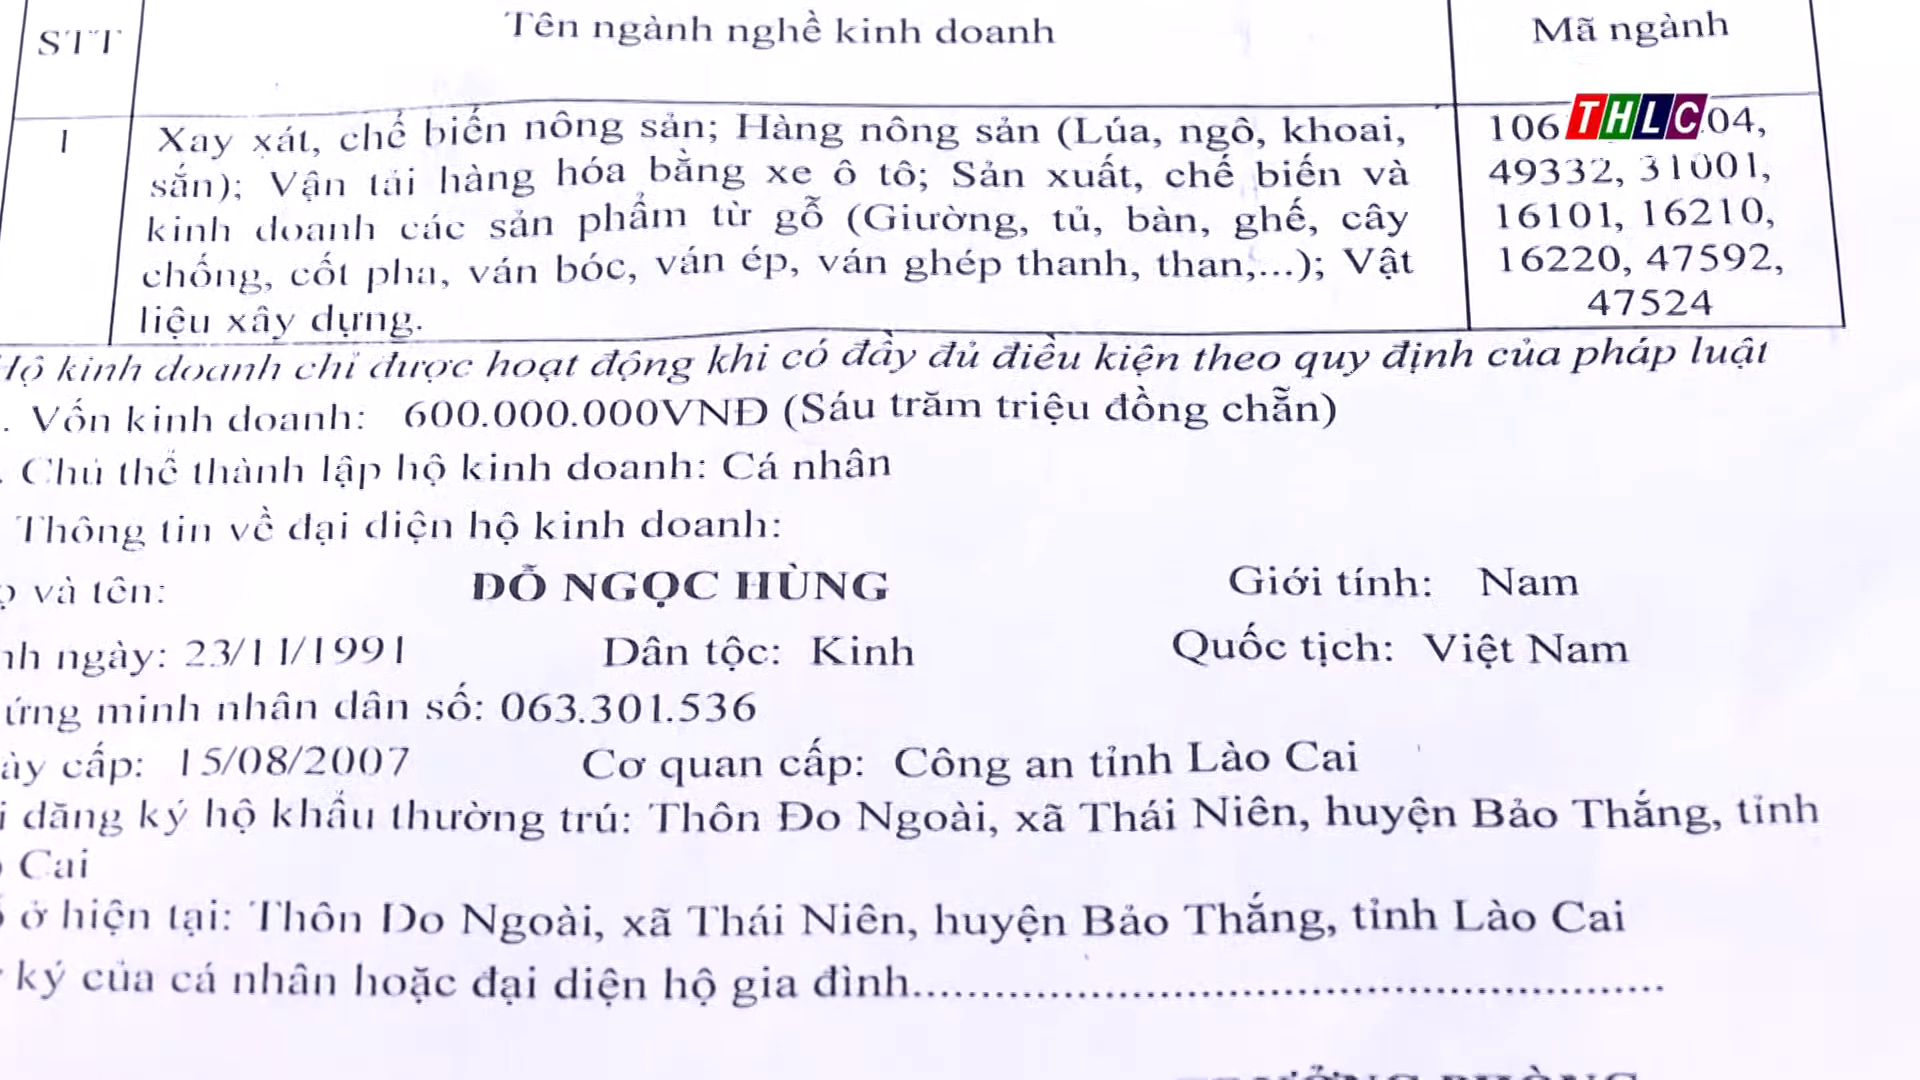 STT Tên ngành nghề kinh doanh Mã ngành
1 Xay xát, chế biến nông sản; Hàng nông sản (Lúa, ngô, khoai, 106 THLC 04,
sắn); Vận tải hàng hóa bằng xe ô tô; Sản xuất, chế biến và 49332, 31001,
kinh doanh các sản phẩm từ gỗ (Giường, tủ, bàn, ghế, cây 16101, 16210,
chống, cốt pha, ván bóc, ván ép, ván ghép thanh, than,...); Vật 16220, 47592,
liệu xây dựng. 47524
Hộ kinh doanh chỉ được hoạt động khi có đầy đủ điều kiện theo quy định của pháp luật
. Vốn kinh doanh: 600.000.000VNĐ (Sáu trăm triệu đồng chẵn)
. Chủ thể thành lập hộ kinh doanh: Cá nhân
Thông tin về đại diện hộ kinh doanh:
và tên: ĐỖ NGỌC HÙNG Giới tính: Nam
nh ngày: 23/11/1991 Dân tộc: Kinh Quốc tịch: Việt Nam
ứng minh nhân dân số: 063.301.536
ày cấp: 15/08/2007 Cơ quan cấp: Công an tỉnh Lào Cai
i đăng ký hộ khẩu thường trú: Thôn Đo Ngoài, xã Thái Niên, huyện Bảo Thắng, tỉnh
Cai
ở hiện tại: Thôn Do Ngoài, xã Thái Niên, huyện Bảo Thắng, tỉnh Lào Cai
ký của cá nhân hoặc đại diện hộ gia đình..........................................................